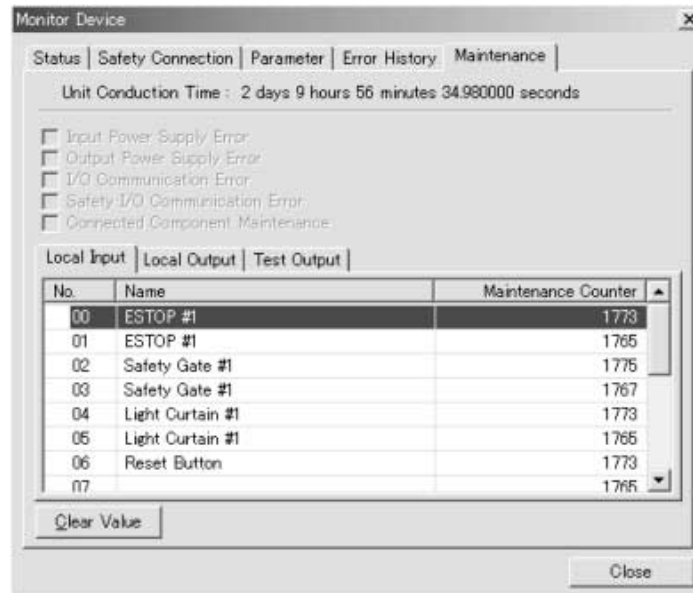 Monitor Device
Status Safety Connection Parameter Error History Maintenance
Unit Conduction Time : 2 days 9 hours 56 minutes 34.980000 seconds
Input Power Supply Error
Output Power Supply Error
I/O Communication Error
Safety I/O Communication Error
Connected Component Maintenance
Local Input Local Output Test Output
No. Name Maintenance Counter
00 ESTOP #1 1773
01 ESTOP #1 1765
02 Safety Gate #1 1775
03 Safety Gate #1 1767
04 Light Curtain #1 1773
05 Light Curtain #1 1765
06 Reset Button 1773
07 1765
Clear Value
Close